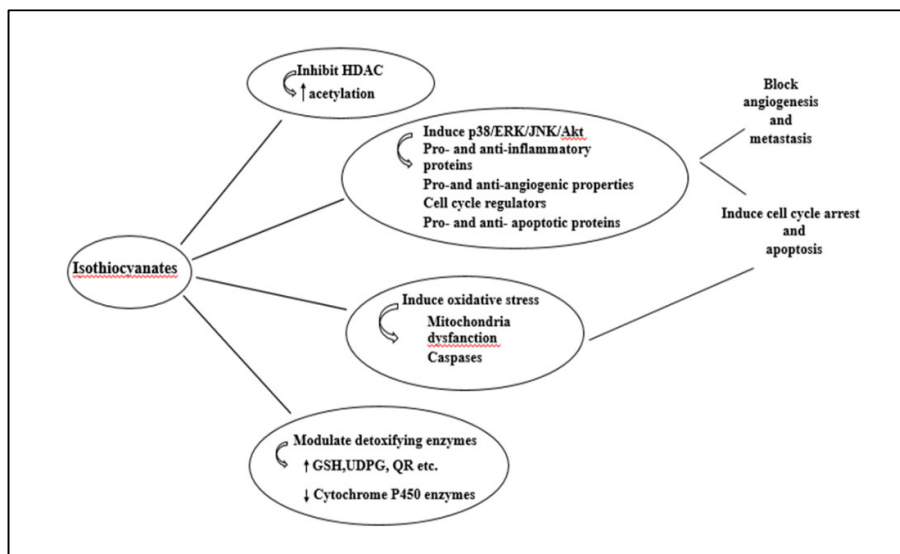 Inhibit HDAC
↑ acetylation
Induce p38/ERK/JNK/Akt
Pro- and anti-inflammatory
proteins
Pro-and anti-angiogenic properties
Cell cycle regulators
Pro- and anti- apoptotic proteins
Block
angiogenesis
and
metastasis
Induce cell cycle arrest
and
apoptosis
Isothiocyanates
Induce oxidative stress
Mitochondria
dysfanction
Caspases
Modulate detoxifying enzymes
↑ GSH,UDPG, QR etc.
↓ Cytochrome P450 enzymes